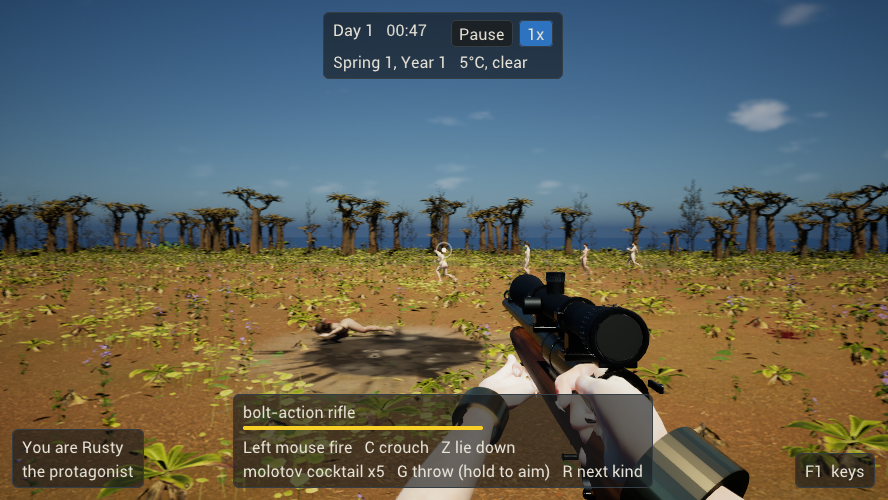 Day 1 00:47 Pause 1x
Spring 1, Year 1 5°C, clear
bolt-action rifle
Left mouse fire C crouch Z lie down
molotov cocktail x5 G throw (hold to aim) R next kind
You are Rusty
the protagonist
F1 keys